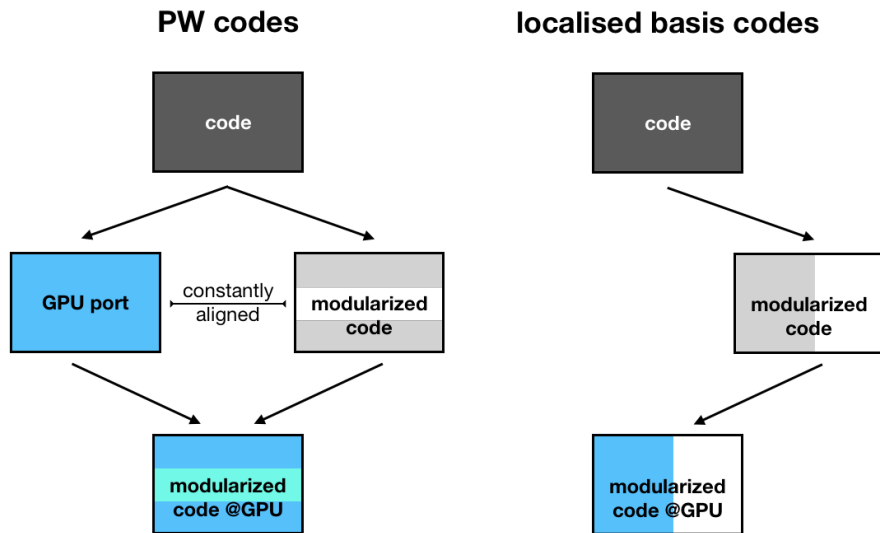 PW codes
localised basis codes
code
code
GPU port
constantly
aligned
modularized
code
modularized
code
modularized
code @GPU
modularized
code @GPU